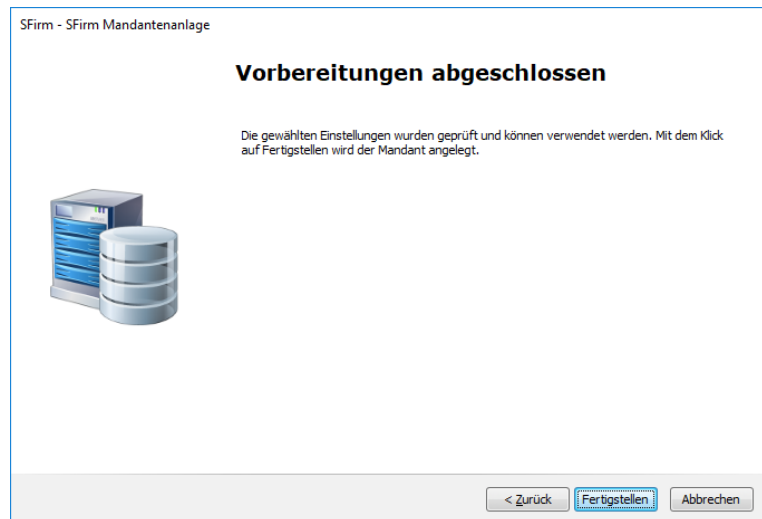 SFirm - SFirm Mandantenanlage
Vorbereitungen abgeschlossen
Die gewählten Einstellungen wurden geprüft und können verwendet werden. Mit dem Klick
auf Fertigstellen wird der Mandant angelegt.
< Zurück Fertigstellen Abbrechen